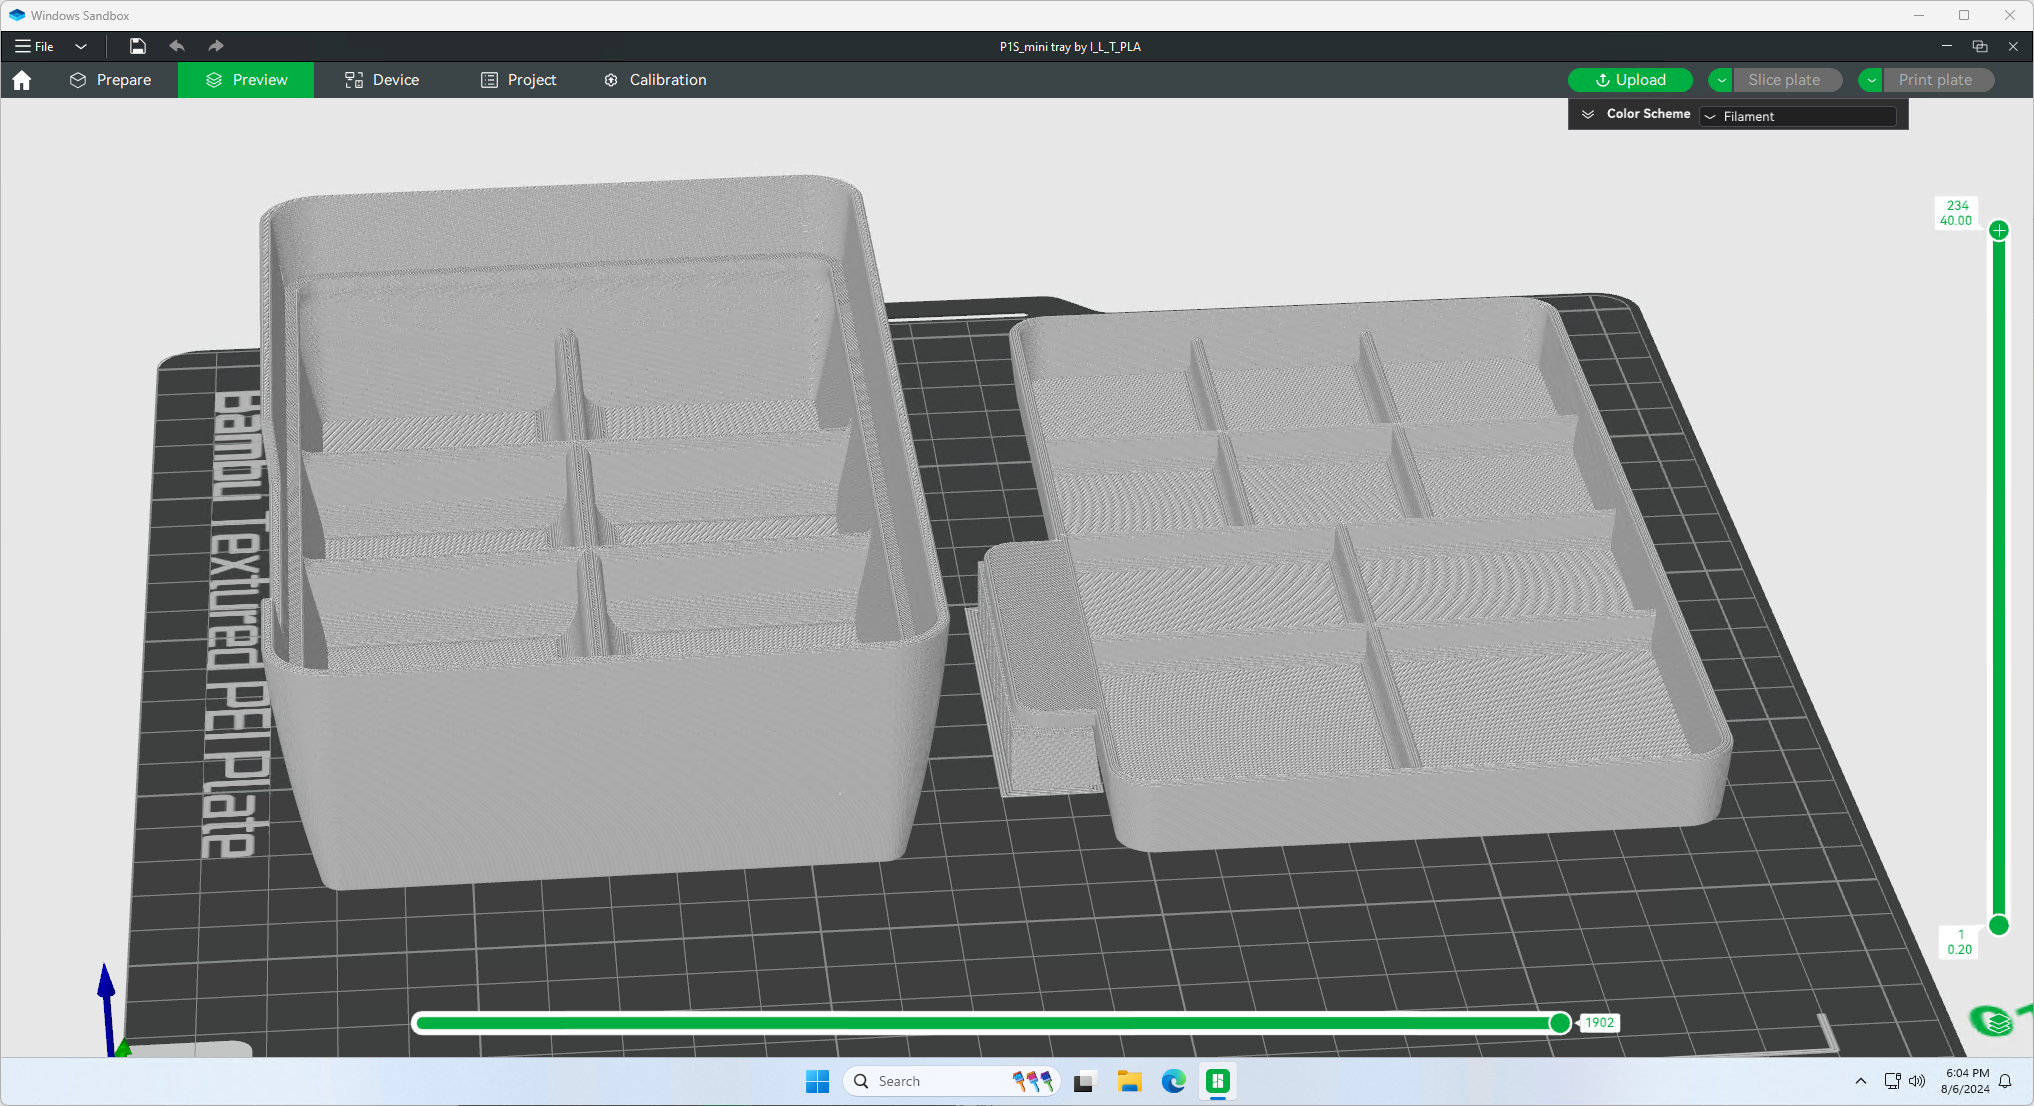 Windows Sandbox
File
P1S_mini tray by I_L_T_PLA
Prepare
Preview
Device
Project
Calibration
Upload
Slice plate
Print plate
Color Scheme
Filament
234
40.00
Bambu Textured PEI Plate
1
0.20
1902
Search
6:04 PM
8/6/2024